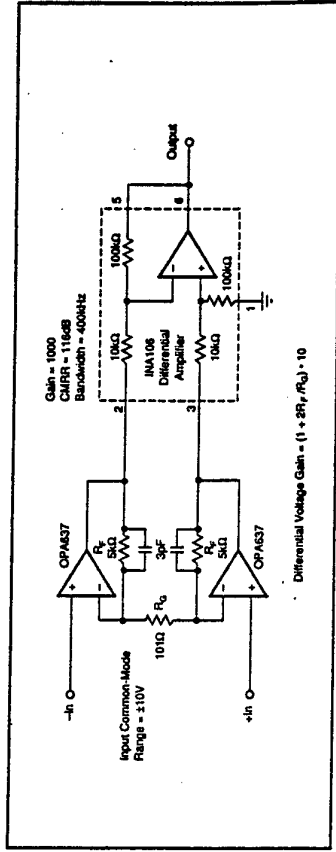 Gain = 1000
CMRR = 116dB
Bandwidth = 400kHz
–In
+
–
OPA637
Input Common-Mode
Range = ±10V
RF
5kΩ
3pF
RG
101Ω
RF
5kΩ
–
+
OPA637
+In
2
10kΩ
100kΩ
5
INA106
Differential
Amplifier
–
+
6
Output
3
10kΩ
100kΩ
1
Differential Voltage Gain = (1 + 2RF /RG) • 10